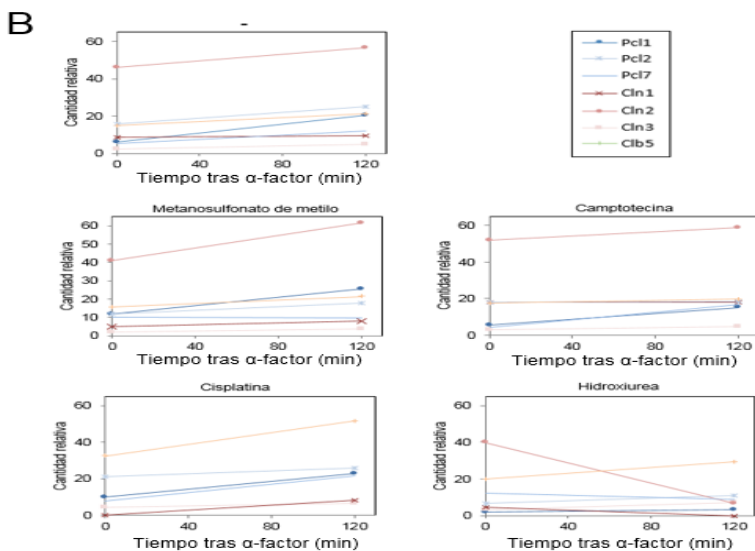 B
-
Cantidad relativa
60
40
20
0
0 40 80 120
Tiempo tras α-factor (min)
Pcl1
Pcl2
Pcl7
Cln1
Cln2
Cln3
Clb5
Metanosulfonato de metilo
Cantidad relativa
60
50
40
30
20
10
0
0 40 80 120
Tiempo tras α-factor (min)
Camptotecina
Cantidad relativa
60
40
20
0
0 40 80 120
Tiempo tras α-factor (min)
Cisplatina
Cantidad relativa
60
40
20
0
0 40 80 120
Tiempo tras α-factor (min)
Hidroxiurea
Cantidad relativa
60
40
20
0
0 40 80 120
Tiempo tras α-factor (min)